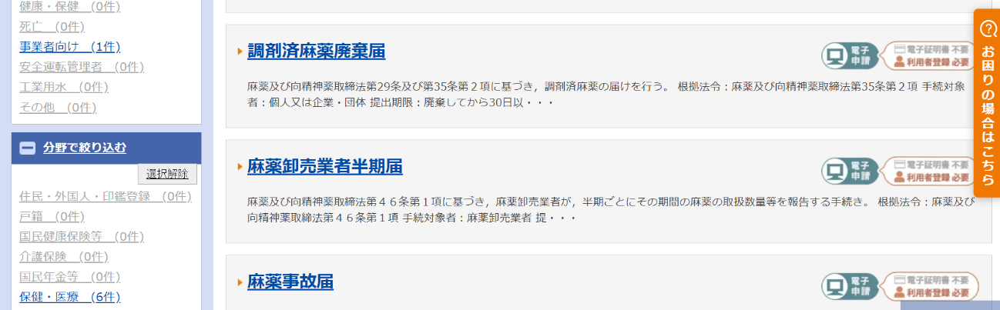 健康・保健　(0件)
死亡　(0件)
事業者向け　(1件)
安全運転管理者　(0件)
工業用水　(0件)
その他　(0件)
分野で絞り込む
選択解除
住民・外国人・印鑑登録　(0件)
戸籍　(0件)
国民健康保険等　(0件)
介護保険　(0件)
国民年金等　(0件)
保健・医療　(6件)
調剤済麻薬廃棄届
電子
申請
電子証明書 不要
利用者登録 必要
麻薬及び向精神薬取締法第29条及び第35条第２項に基づき，調剤済麻薬の届けを行う。 根拠法令：麻薬及び向精神薬取締法第35条第２項 手続対象
者：個人又は企業・団体 提出期限：廃棄してから30日以・・・
麻薬卸売業者半期届
電子
申請
電子証明書 不要
利用者登録 必要
麻薬及び向精神薬取締法第４６条第１項に基づき，麻薬卸売業者が，半期ごとにその期間の麻薬の取扱数量等を報告する手続き。 根拠法令：麻薬及び
向精神薬取締法第４６条第１項 手続対象者：麻薬卸売業者 提・・・
麻薬事故届
電子
申請
電子証明書 不要
利用者登録 必要
お困りの場合はこちら